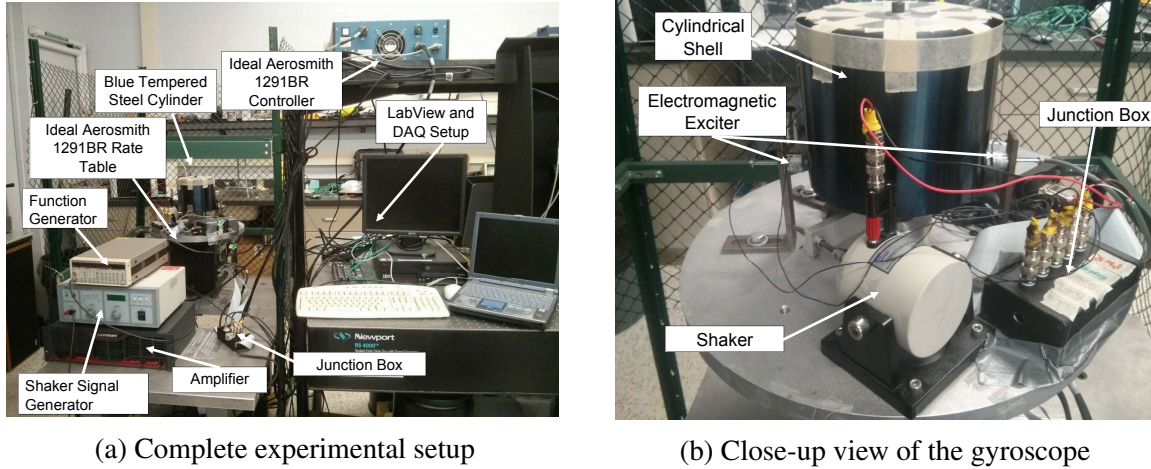 Ideal Aerosmith
1291BR
Controller
Blue Tempered
Steel Cylinder
LabView and
DAQ Setup
Ideal Aerosmith
1291BR Rate
Table
Function
Generator
Newport
RS 4000™
Shaker Signal
Generator
Amplifier
Junction Box
(a) Complete experimental setup
Cylindrical
Shell
Electromagnetic
Exciter
Junction Box
Shaker
(b) Close-up view of the gyroscope